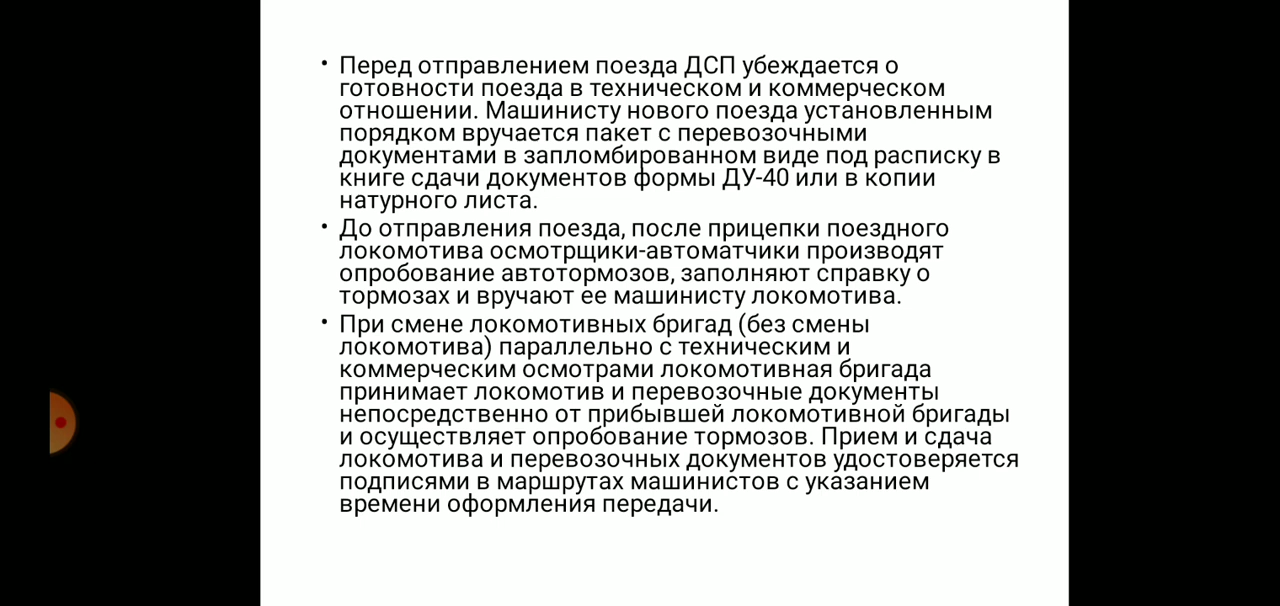 • Перед отправлением поезда ДСП убеждается о
готовности поезда в техническом и коммерческом
отношении. Машинисту нового поезда установленным
порядком вручается пакет с перевозочными
документами в запломбированном виде под расписку в
книге сдачи документов формы ДУ-40 или в копии
натурного листа.
• До отправления поезда, после прицепки поездного
локомотива осмотрщики-автоматчики производят
опробование автотормозов, заполняют справку о
тормозах и вручают ее машинисту локомотива.
• При смене локомотивных бригад (без смены
локомотива) параллельно с техническим и
коммерческим осмотрами локомотивная бригада
принимает локомотив и перевозочные документы
непосредственно от прибывшей локомотивной бригады
и осуществляет опробование тормозов. Прием и сдача
локомотива и перевозочных документов удостоверяется
подписями в маршрутах машинистов с указанием
времени оформления передачи.